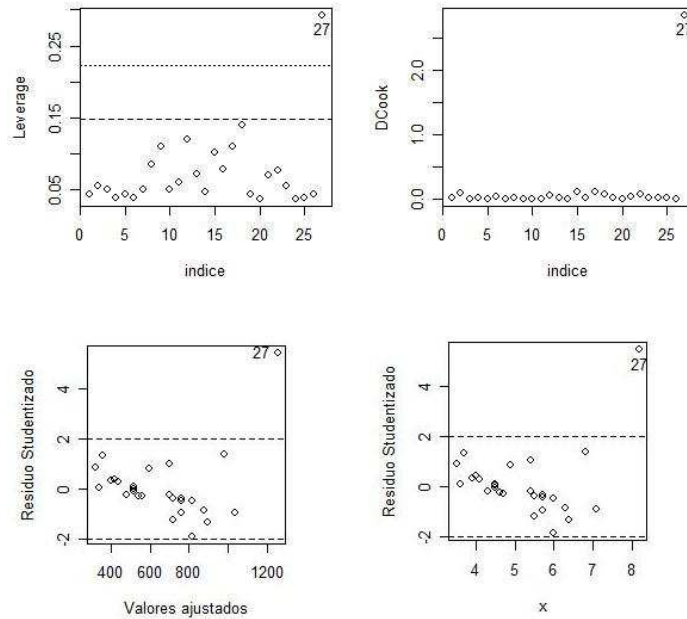 27
Leverage
0.05 0.15 0.25
0 5 10 15 20 25
indice
27
DCook
0.0 1.0 2.0
0 5 10 15 20 25
indice
27
Residuo Studentizado
-2 0 2 4
400 600 800 1200
Valores ajustados
27
Residuo Studentizado
-2 0 2 4
4 5 6 7 8
x